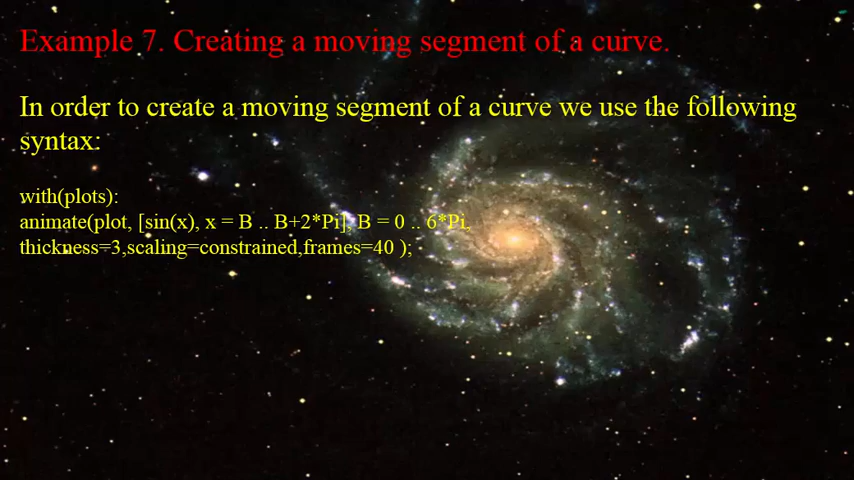 Example 7. Creating a moving segment of a curve.
In order to create a moving segment of a curve we use the following
syntax:
with(plots):
animate(plot, [sin(x), x = B .. B+2*Pi], B = 0 .. 6*Pi,
thickness=3,scaling=constrained,frames=40 );